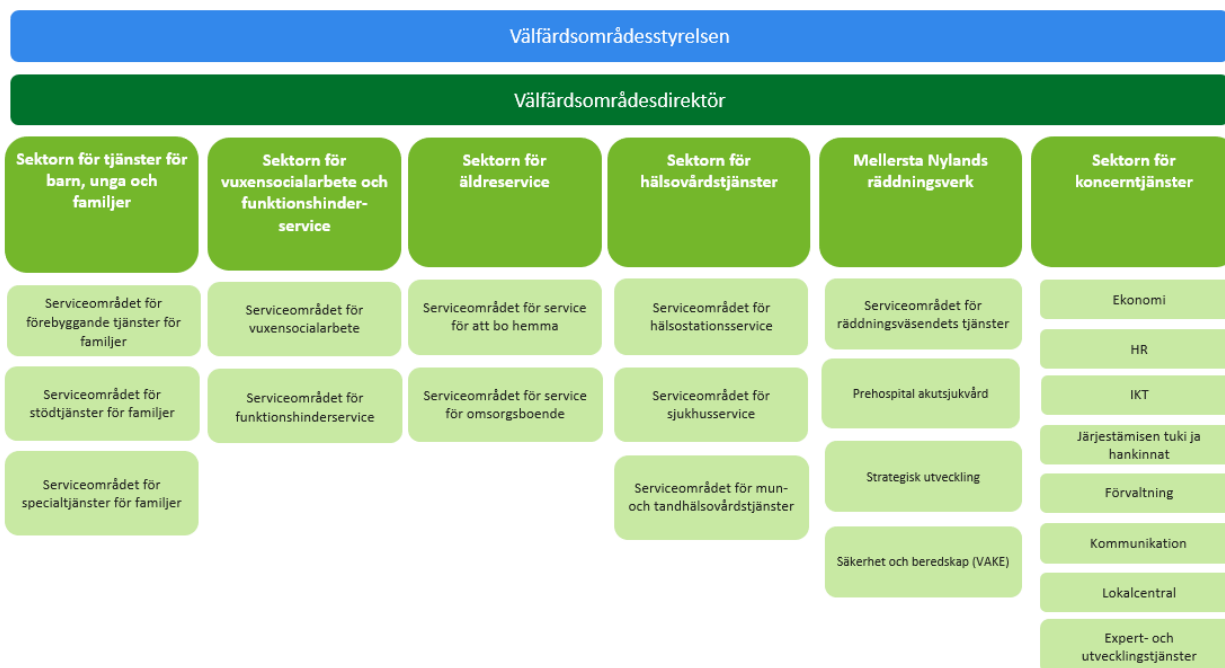 Välfärdsområdesstyrelsen
Välfärdsområdesdirektör
Sektorn för tjänster för
barn, unga och
familjer
Serviceområdet för
förebyggande tjänster för
familjer
Serviceområdet för
stödtjänster för familjer
Serviceområdet för
specialtjänster för familjer
Sektorn för
vuxensocialarbete och
funktionshinder-
service
Serviceområdet för
vuxensocialarbete
Serviceområdet för
funktionshinderservice
Sektorn för
äldreservice
Serviceområdet för service
för att bo hemma
Serviceområdet för service
för omsorgsboende
Sektorn för
hälsovårdstjänster
Serviceområdet för
hälsostationsservice
Serviceområdet för
sjukhusservice
Serviceområdet för mun-
och tandhälsovårdstjänster
Mellersta Nylands
räddningsverk
Serviceområdet för
räddningsväsendets tjänster
Prehospital akutsjukvård
Strategisk utveckling
Säkerhet och beredskap (VAKE)
Sektorn för
koncerntjänster
Ekonomi
HR
IKT
Järjestämisen tuki ja
hankinnat
Förvaltning
Kommunikation
Lokalcentral
Expert- och
utvecklingstjänster